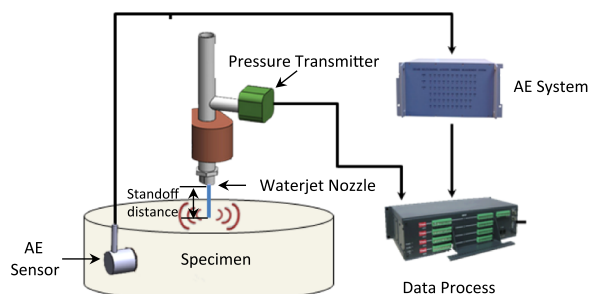 Pressure Transmitter
AE System
Waterjet Nozzle
Standoff
distance
AE
Sensor
Specimen
Data Process